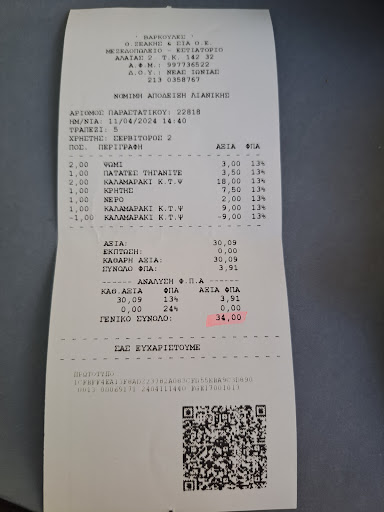 ' ΒΑΡΚΟΥΛΕΣ '
Θ.ΖΕΑΚΗΣ & ΣΙΑ Ο.Ε.
ΜΕΖΕΔΟΠΩΛΕΙΟ - ΕΣΤΙΑΤΟΡΙΟ
ΑΛΑΙΑΣ 2 Τ.Κ. 142 32
Α.Φ.Μ.: 997736522
Δ.Ο.Υ.: ΝΕΑΣ ΙΩΝΙΑΣ
213 0358767
ΝΟΜΙΜΗ ΑΠΟΔΕΙΞΗ ΛΙΑΝΙΚΗΣ
ΑΡΙΘΜΟΣ ΠΑΡΑΣΤΑΤΙΚΟΥ: 22818
ΗΜ/ΝΙΑ: 11/04/2024 14:40
ΤΡΑΠΕΖΙ: 5
ΧΡΗΣΤΗΣ: ΣΕΡΒΙΤΟΡΟΣ 2
ΠΟΣ. ΠΕΡΙΓΡΑΦΗ ΑΞΙΑ ΦΠΑ
2,00 ΨΩΜΙ 3,00 13%
1,00 ΠΑΤΑΤΕΣ ΤΗΓΑΝΙΤΕ 3,50 13%
2,00 ΚΑΛΑΜΑΡΑΚΙ Κ.Τ.Ψ 18,00 13%
1,00 ΚΡΗΤΗΣ 7,50 13%
1,00 ΝΕΡΟ 2,00 13%
1,00 ΚΑΛΑΜΑΡΑΚΙ Κ.Τ.Ψ 9,00 13%
-1,00 ΚΑΛΑΜΑΡΑΚΙ Κ.Τ.Ψ -9,00 13%
ΑΞΙΑ: 30,09
ΕΚΠΤΩΣΗ: 0,00
ΚΑΘΑΡΗ ΑΞΙΑ: 30,09
ΣΥΝΟΛΟ ΦΠΑ: 3,91
ΑΝΑΛΥΣΗ Φ.Π.Α
ΚΑΘ.ΑΞΙΑ ΦΠΑ ΑΞΙΑ ΦΠΑ
30,09 13% 3,91
0,00 24% 0,00
ΓΕΝΙΚΟ ΣΥΝΟΛΟ: 34,00
ΣΑΣ ΕΥΧΑΡΙΣΤΟΥΜΕ
ΠΡΩΤΟΤΥΠΟ